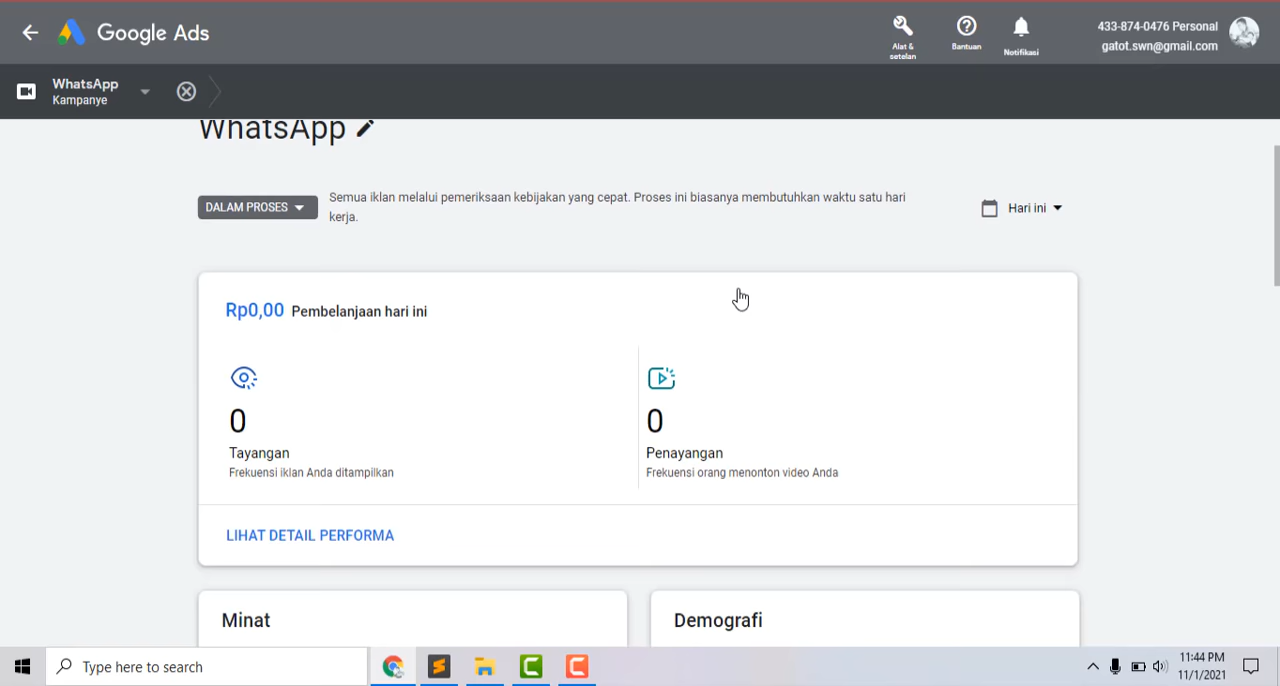 Google Ads
Alat &
setelan
Bantuan
Notifikasi
433-874-0476 Personal
gatot.swn@gmail.com
WhatsApp
Kampanye
WhatsApp
DALAM PROSES
Semua iklan melalui pemeriksaan kebijakan yang cepat. Proses ini biasanya membutuhkan waktu satu hari
kerja.
Hari ini
Rp0,00 Pembelanjaan hari ini
0
Tayangan
Frekuensi iklan Anda ditampilkan
0
Penayangan
Frekuensi orang menonton video Anda
LIHAT DETAIL PERFORMA
Minat
Demografi
Type here to search
11:44 PM
11/1/2021